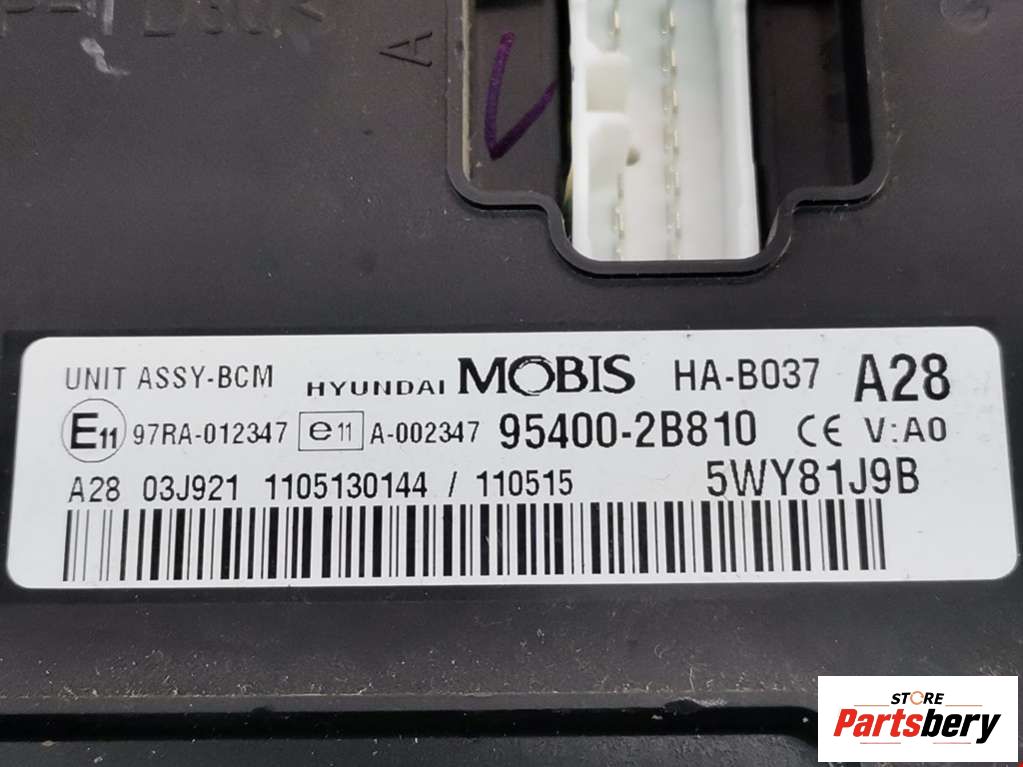 A
UNIT ASSY-BCM HYUNDAI MOBIS HA-B037 A28
E11 97RA-012347 e11 A-002347 95400-2B810 CE V:A0
A28 03J921 1105130144 / 110515 5WY81J9B
STORE
Partsbery